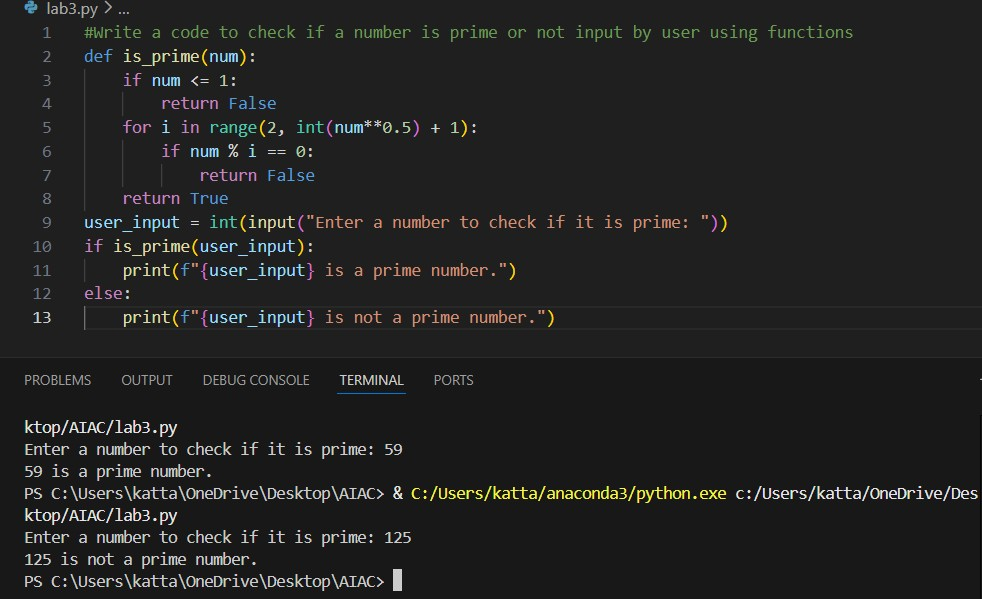 lab3.py > ...
1 #Write a code to check if a number is prime or not input by user using functions
2 def is_prime(num):
3     if num <= 1:
4         return False
5     for i in range(2, int(num**0.5) + 1):
6         if num % i == 0:
7             return False
8     return True
9 user_input = int(input("Enter a number to check if it is prime: "))
10 if is_prime(user_input):
11     print(f"{user_input} is a prime number.")
12 else:
13     print(f"{user_input} is not a prime number.")
PROBLEMS OUTPUT DEBUG CONSOLE TERMINAL PORTS
ktop/AIAC/lab3.py
Enter a number to check if it is prime: 59
59 is a prime number.
PS C:\Users\katta\OneDrive\Desktop\AIAC> & C:/Users/katta/anaconda3/python.exe c:/Users/katta/OneDrive/Des
ktop/AIAC/lab3.py
Enter a number to check if it is prime: 125
125 is not a prime number.
PS C:\Users\katta\OneDrive\Desktop\AIAC>